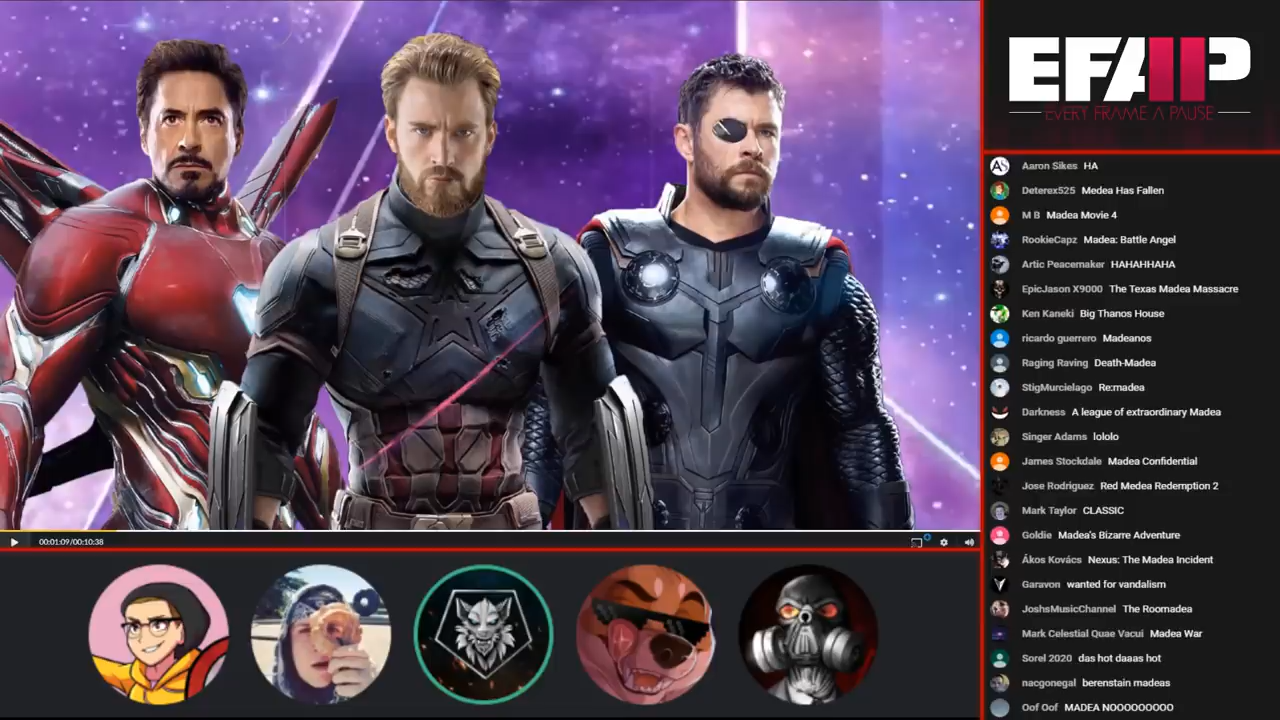 EFAP
EVERY FRAME A PAUSE
Aaron Sikes HA
Deterex525 Medea Has Fallen
M B Madea Movie 4
RookieCapz Madea: Battle Angel
Artic Peacemaker HAHAHHAHA
EpicJason X9000 The Texas Madea Massacre
Ken Kaneki Big Thanos House
ricardo guerrero Madeanos
Raging Raving Death-Madea
StigMurcielago Re:madea
Darkness A league of extraordinary Madea
Singer Adams lololo
James Stockdale Madea Confidential
Jose Rodriguez Red Medea Redemption 2
Mark Taylor CLASSIC
Goldie Madea's Bizarre Adventure
Ákos Kovács Nexus: The Madea Incident
Garavon wanted for vandalism
JoshsMusicChannel The Roomadea
Mark Celestial Quae Vacui Madea War
Sorel 2020 das hot daaas hot
nacgonegal berenstain madeas
Oof Oof MADEA NOOOOOOOOO
00:01:09/00:10:38